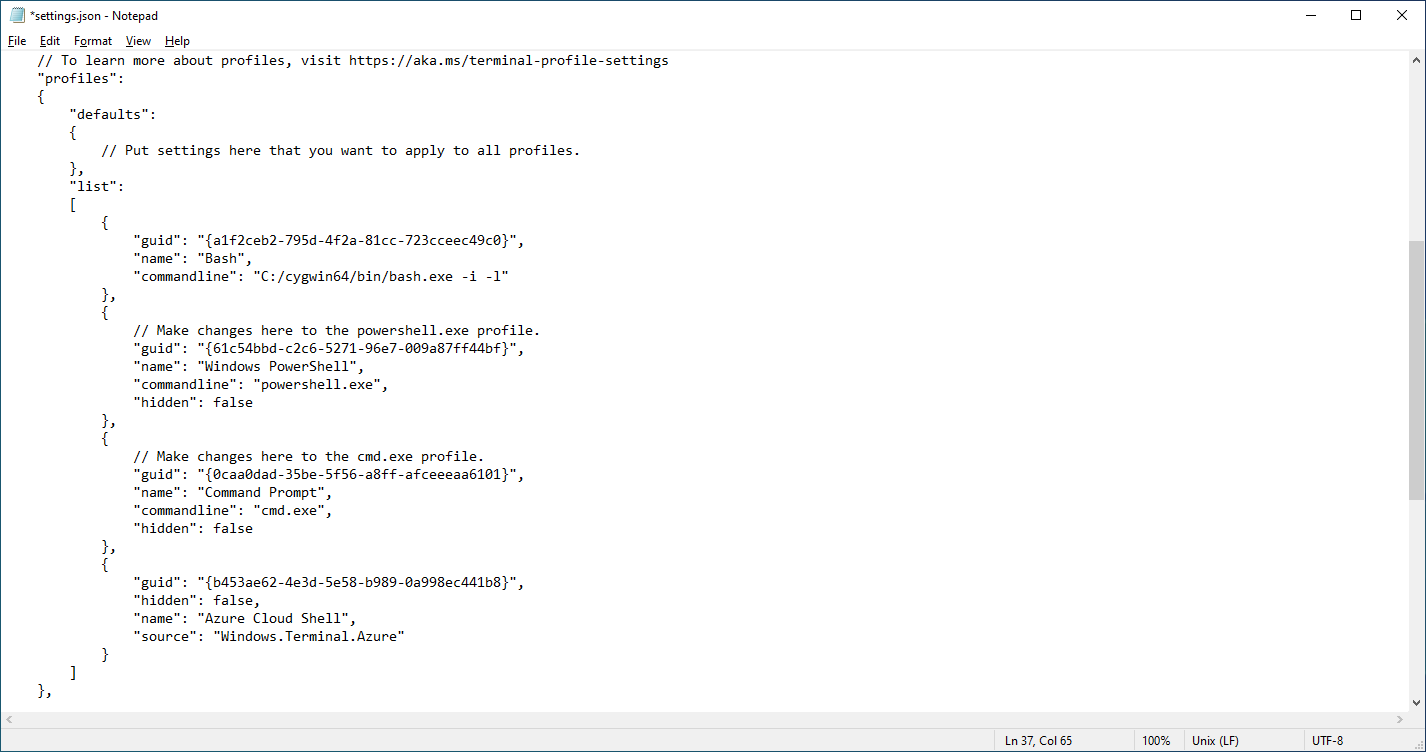 *settings.json - Notepad
File Edit Format View Help
// To learn more about profiles, visit https://aka.ms/terminal-profile-settings
"profiles":
{
"defaults":
{
// Put settings here that you want to apply to all profiles.
},
"list":
[
{
"guid": "{a1f2ceb2-795d-4f2a-81cc-723cceec49c0}",
"name": "Bash",
"commandline": "C:/cygwin64/bin/bash.exe -i -l"
},
{
// Make changes here to the powershell.exe profile.
"guid": "{61c54bbd-c2c6-5271-96e7-009a87ff44bf}",
"name": "Windows PowerShell",
"commandline": "powershell.exe",
"hidden": false
},
{
// Make changes here to the cmd.exe profile.
"guid": "{0caa0dad-35be-5f56-a8ff-afceeeaa6101}",
"name": "Command Prompt",
"commandline": "cmd.exe",
"hidden": false
},
{
"guid": "{b453ae62-4e3d-5e58-b989-0a998ec441b8}",
"hidden": false,
"name": "Azure Cloud Shell",
"source": "Windows.Terminal.Azure"
}
]
},
Ln 37, Col 65 100% Unix (LF) UTF-8